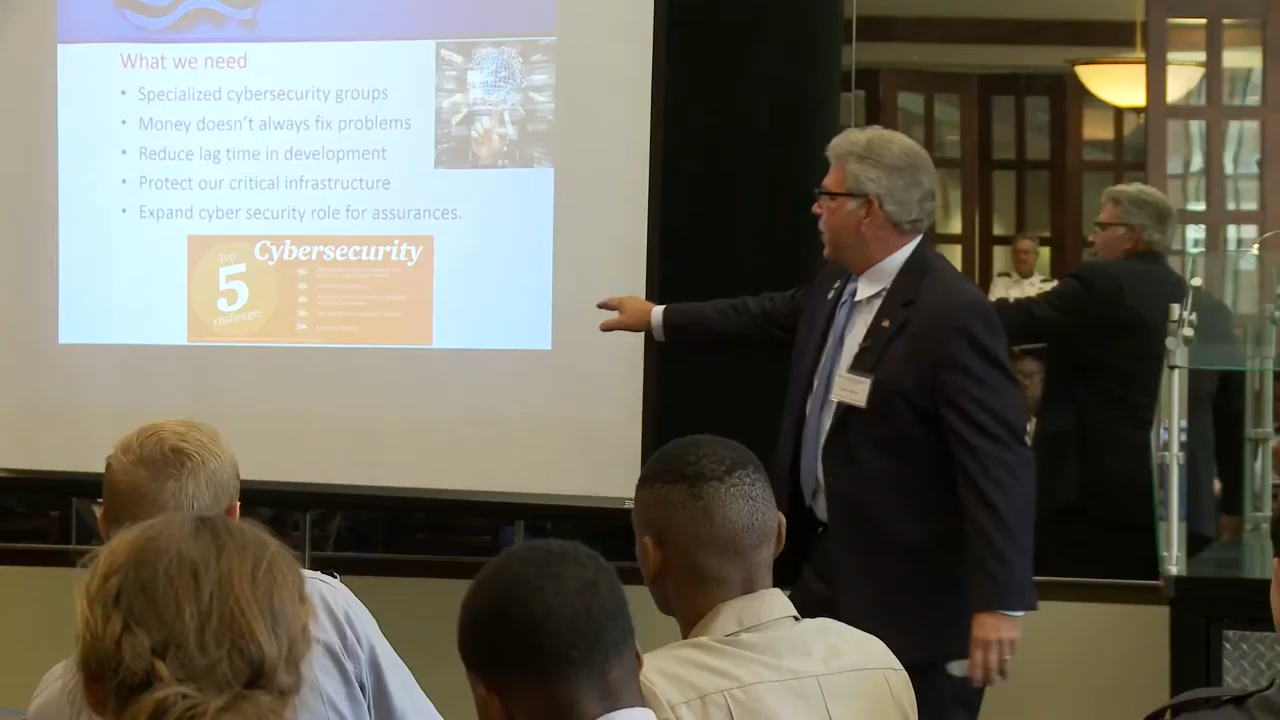 What we need
• Specialized cybersecurity groups
• Money doesn't always fix problems
• Reduce lag time in development
• Protect our critical infrastructure
• Expand cyber security role for assurances.
Top
5
challenges
Cybersecurity